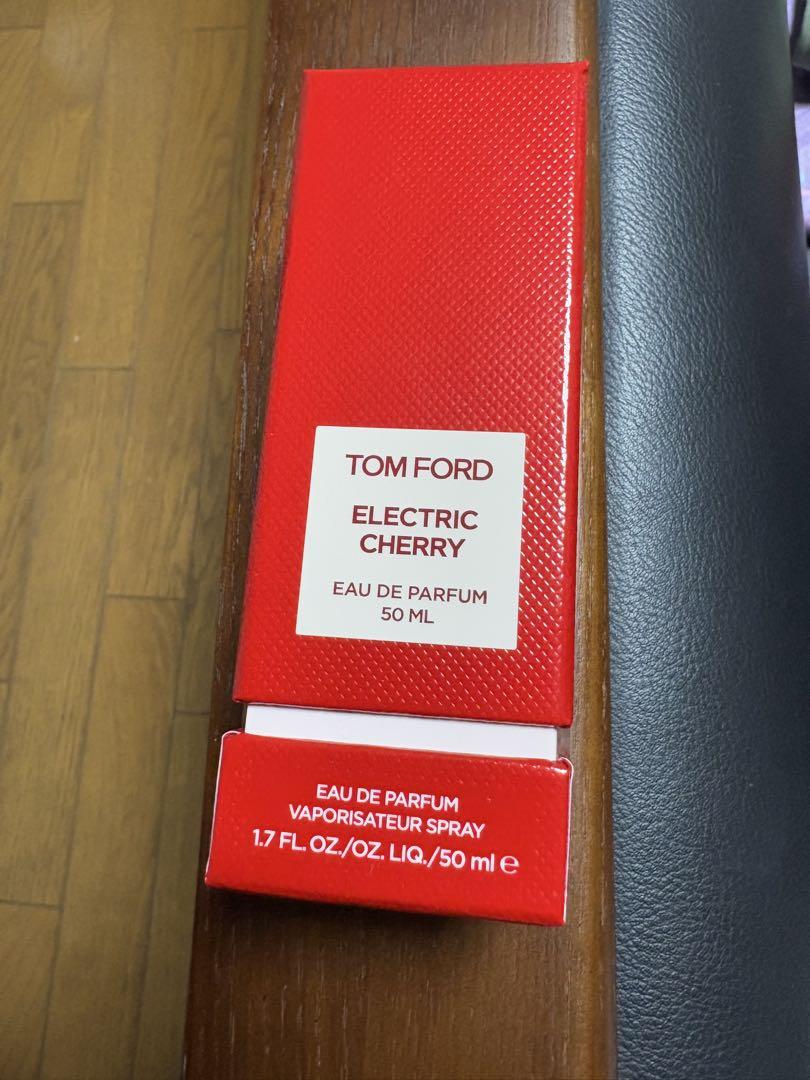 TOM FORD
ELECTRIC
CHERRY
EAU DE PARFUM
50 ML
EAU DE PARFUM
VAPORISATEUR SPRAY
1.7 FL. OZ./OZ. LIQ./50 ml ℮